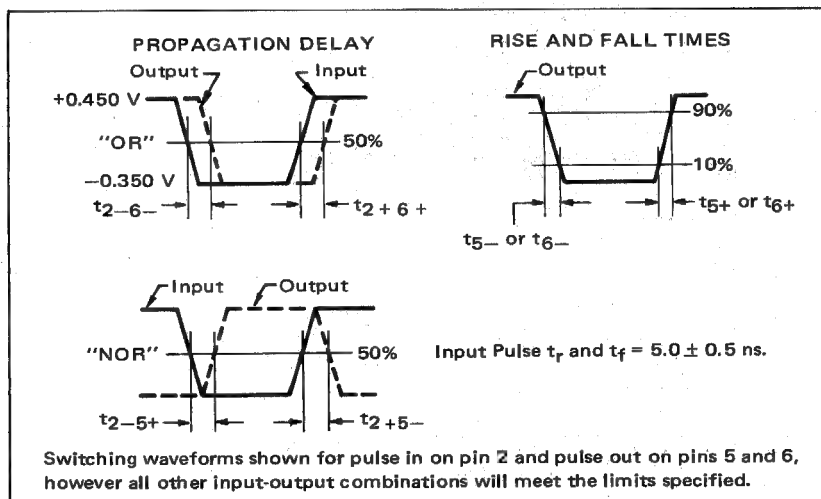 PROPAGATION DELAY
RISE AND FALL TIMES
Output
Input
Output
+0.450 V
"OR"
50%
−0.350 V
t2−6−
t2+6+
90%
10%
t5− or t6−
t5+ or t6+
Input
Output
"NOR"
50%
t2−5+
t2+5−
Input Pulse tr and tf = 5.0 ± 0.5 ns.
Switching waveforms shown for pulse in on pin 2 and pulse out on pins 5 and 6,
however all other input-output combinations will meet the limits specified.